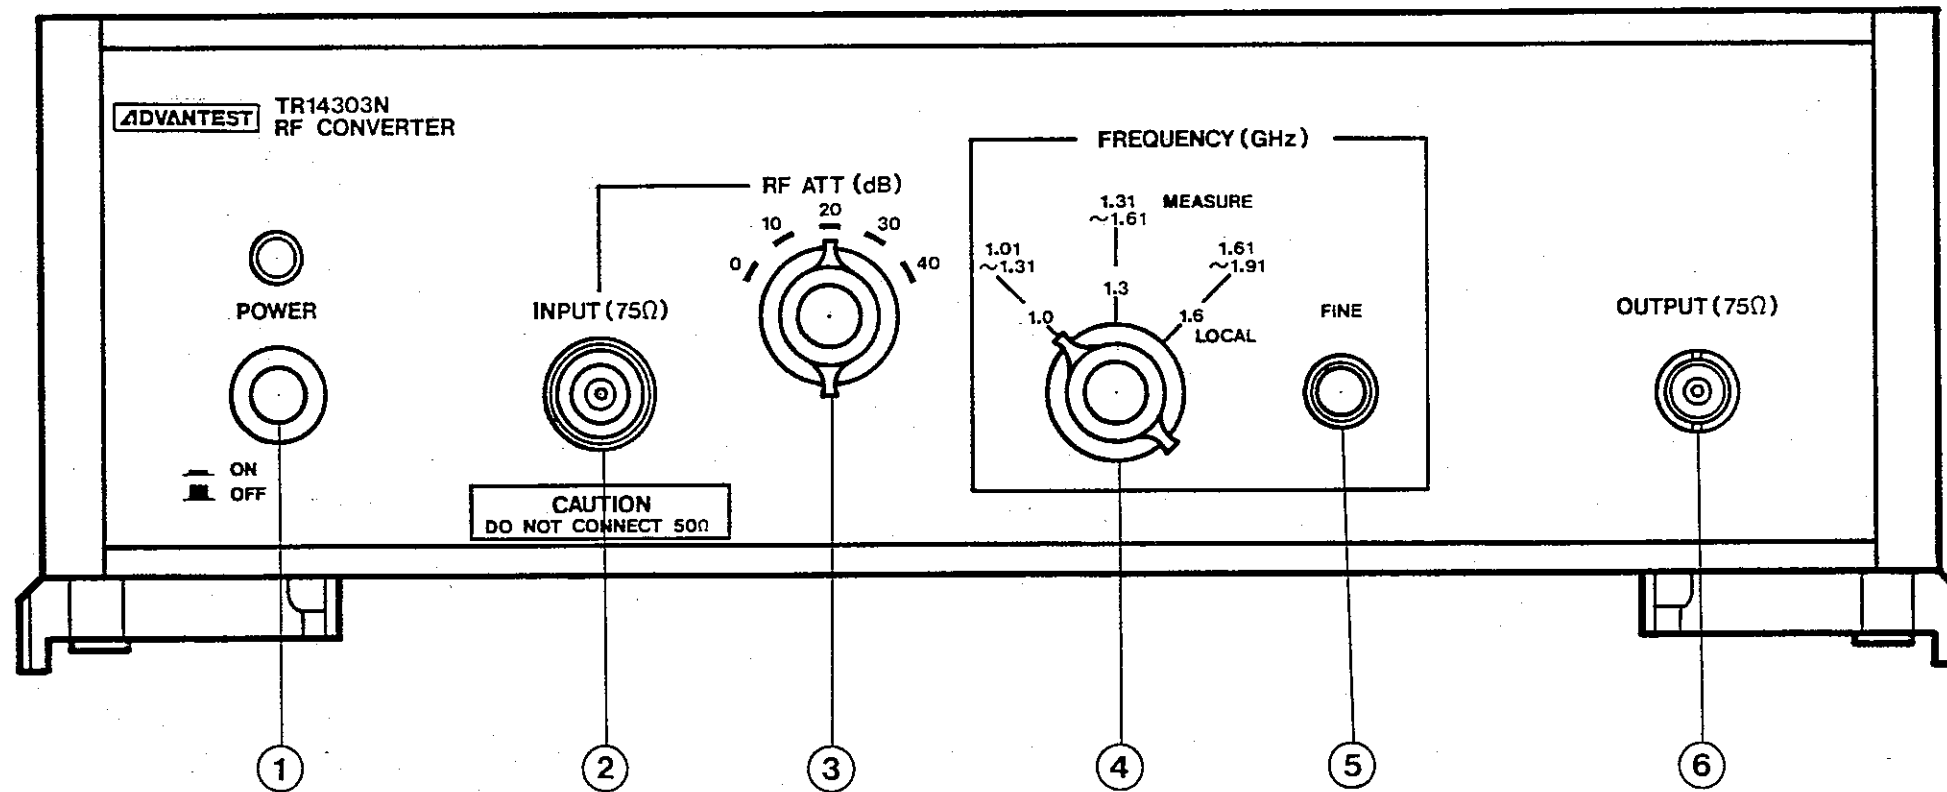 ADVANTEST
TR14303N
RF CONVERTER
POWER
ON
OFF
INPUT (75Ω)
CAUTION
DO NOT CONNECT 50Ω
RF ATT (dB)
0
10
20
30
40
FREQUENCY (GHz)
1.31 MEASURE
~1.61
1.01
~1.31
1.61
~1.91
1.0
1.3
1.6
LOCAL
FINE
OUTPUT (75Ω)
1
2
3
4
5
6